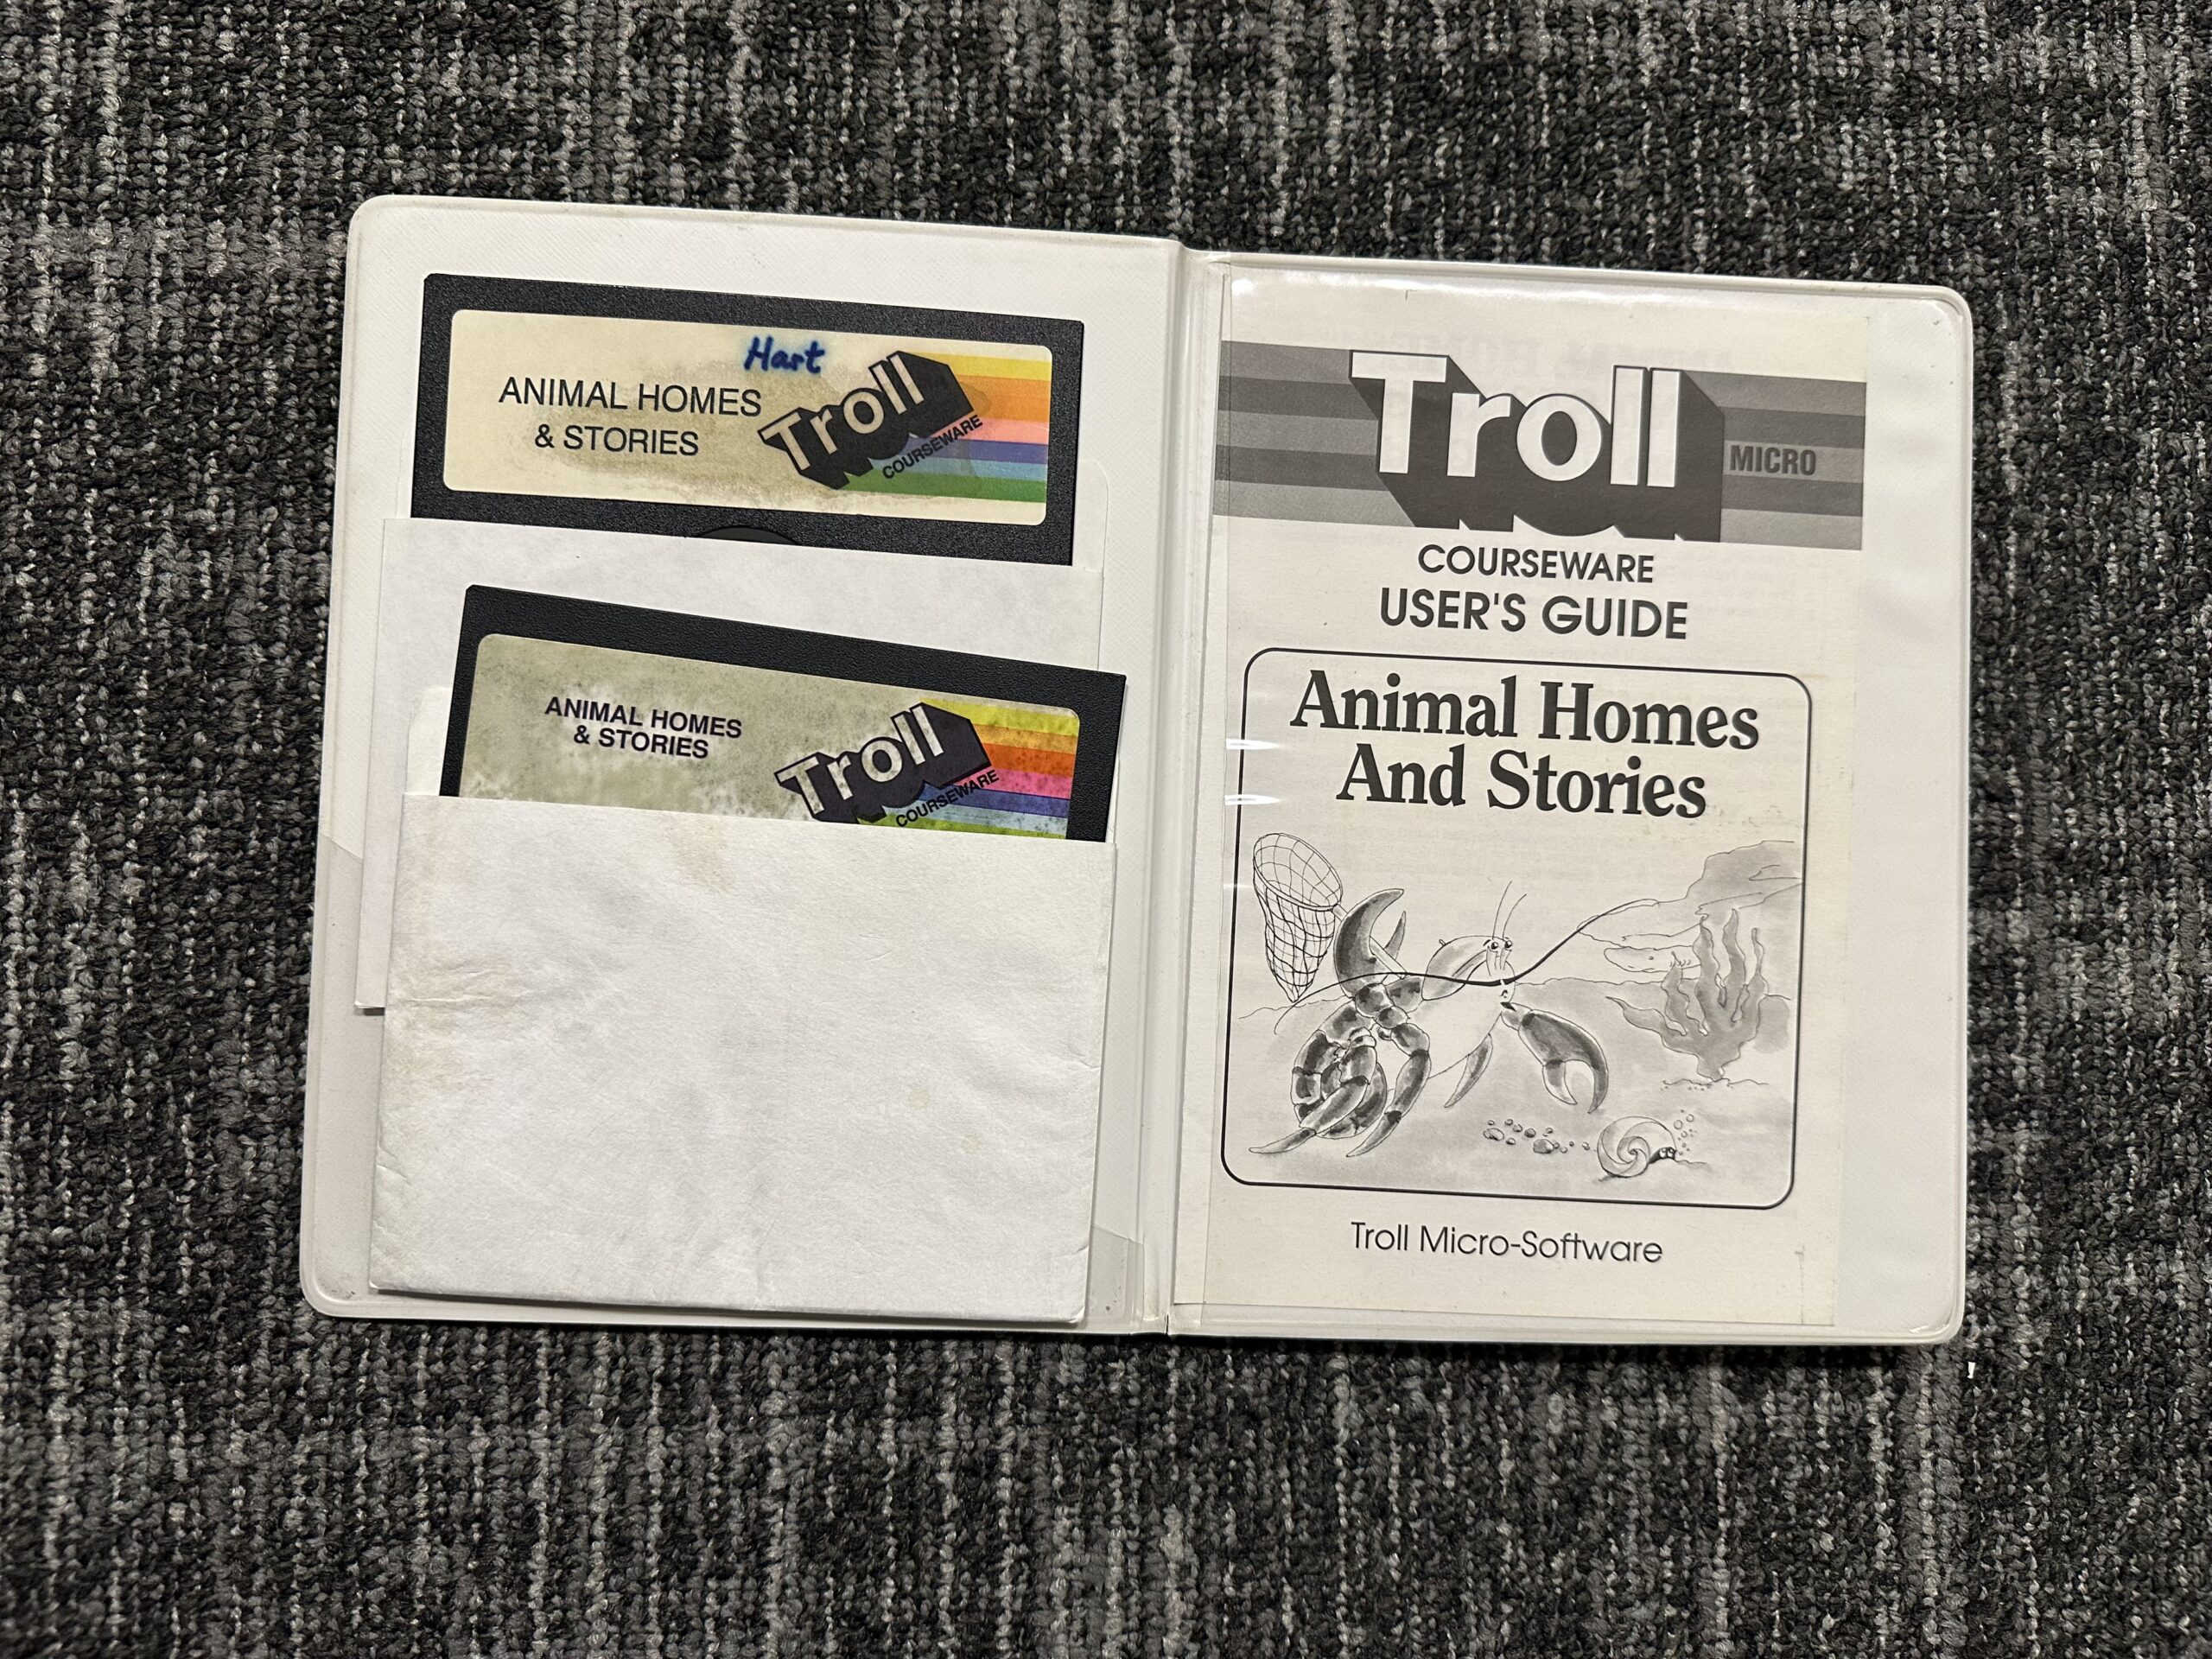 Hart
ANIMAL HOMES
& STORIES
Troll
COURSEWARE
ANIMAL HOMES
& STORIES
Troll
COURSEWARE
Troll
MICRO
COURSEWARE
USER'S GUIDE
Animal Homes
And Stories
Troll Micro-Software